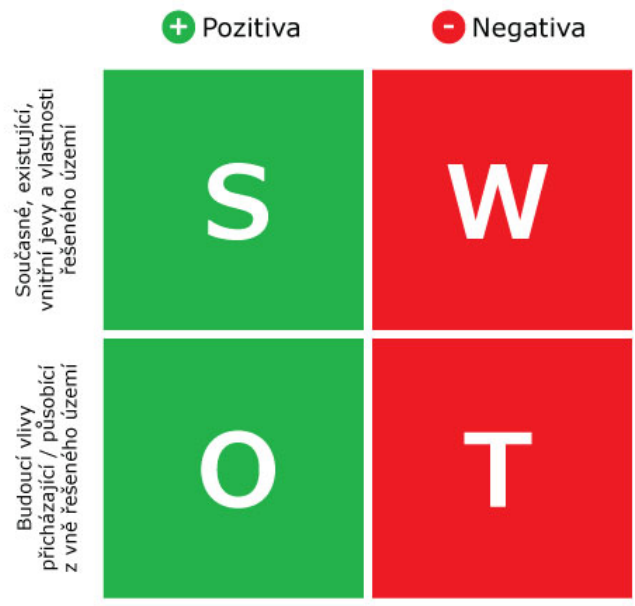 + Pozitiva
- Negativa
Současné, existující,
vnitřní jevy a vlastnosti
řešeného území
S
W
Budoucí vlivy
přicházející / působící
z vně řešeného území
O
T